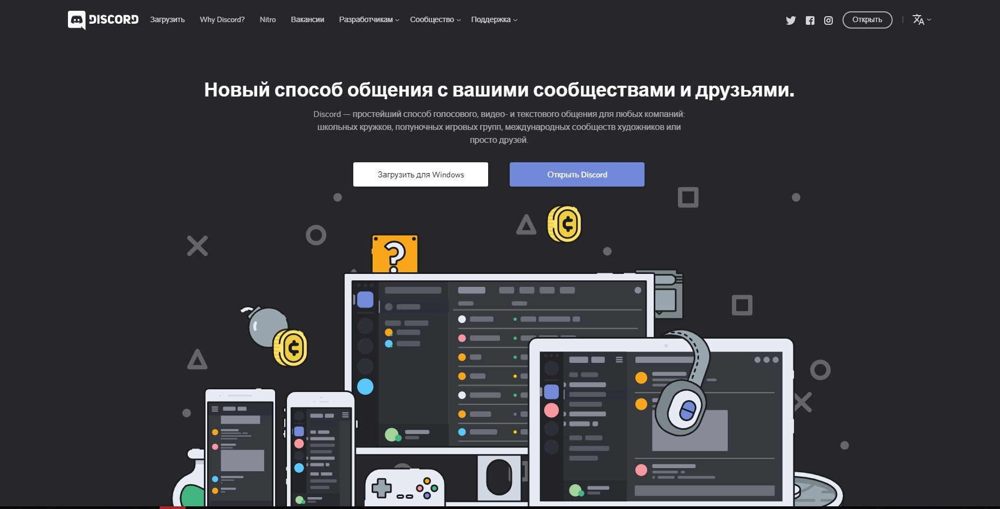 DISCORD Загрузить Why Discord? Nitro Вакансии Разработчикам Сообщество Поддержка Открыть
Новый способ общения с вашими сообществами и друзьями.
Discord — простейший способ голосового, видео- и текстового общения для любых компаний:
школьных кружков, полуночных игровых групп, международных сообществ художников или
просто друзей.
Загрузить для Windows Открыть Discord
?
¢
¢